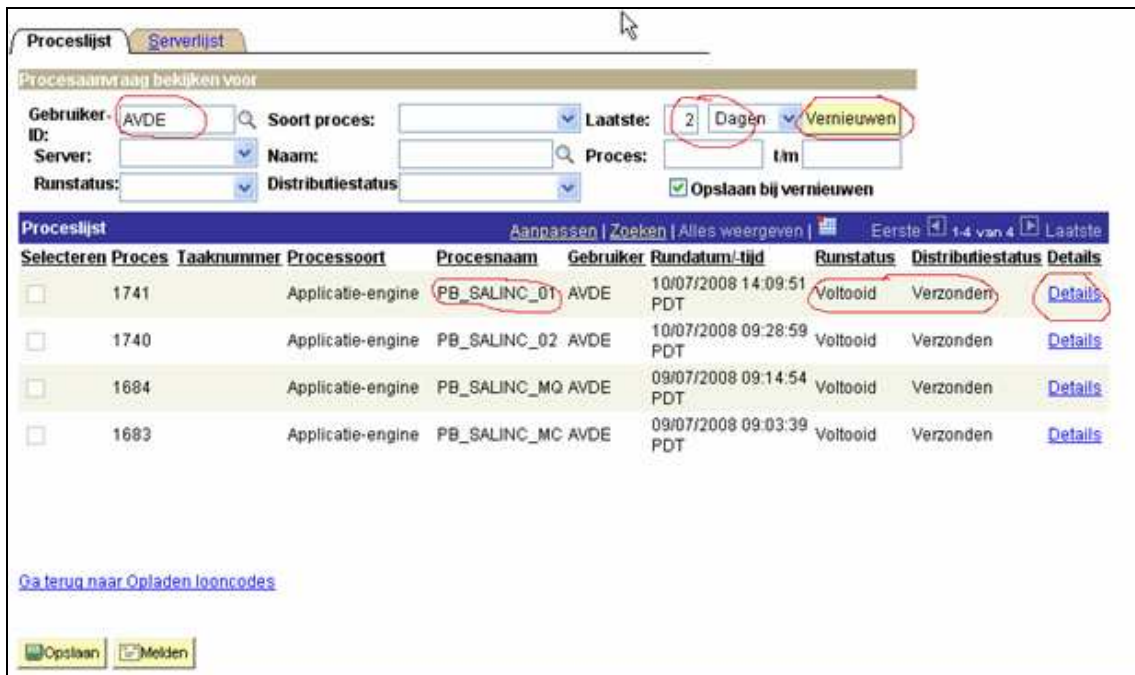 Proceslijst Serverlijst
Procesaanvraag bekijken voor
Gebruiker-ID: AVDE Soort proces: Laatste: 2 Dagen Vernieuwen
Server: Naam: Proces: t/m
Runstatus: Distributiestatus Opslaan bij vernieuwen
Proceslijst Aanpassen | Zoeken | Alles weergeven | Eerste 1-4 van 4 Laatste
Selecteren Proces Taaknummer Processoort Procesnaam Gebruiker Rundatum/-tijd Runstatus Distributiestatus Details
1741 Applicatie-engine PB_SALINC_01 AVDE 10/07/2008 14:09:51 PDT Voltooid Verzonden Details
1740 Applicatie-engine PB_SALINC_02 AVDE 10/07/2008 09:28:59 PDT Voltooid Verzonden Details
1684 Applicatie-engine PB_SALINC_MQ AVDE 09/07/2008 09:14:54 PDT Voltooid Verzonden Details
1683 Applicatie-engine PB_SALINC_MC AVDE 09/07/2008 09:03:39 PDT Voltooid Verzonden Details
Ga terug naar Opladen looncodes
Opslaan Melden